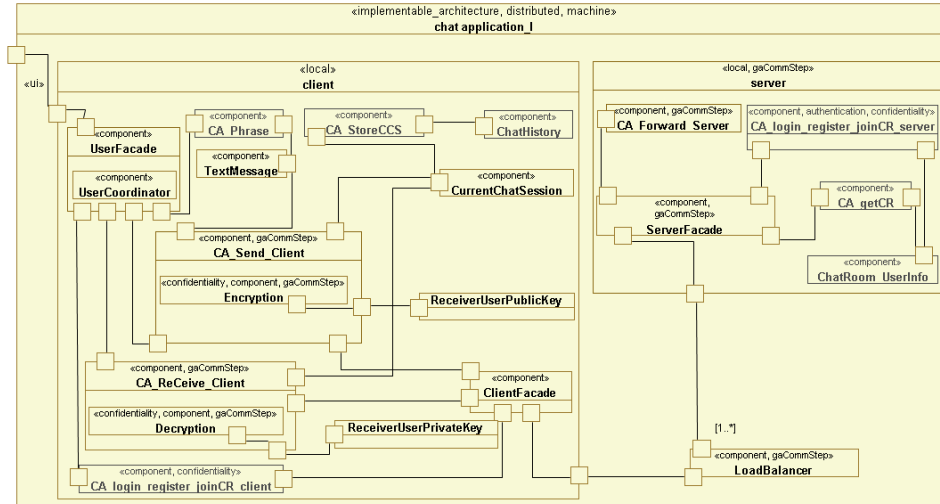 «implementable_architecture, distributed, machine»
chat application_I
«ui»
«local»
client
«component»
UserFacade
«component»
UserCoordinator
«component»
CA_Phrase
«component»
TextMessage
«component»
CA_StoreCCS
«component»
ChatHistory
«component»
CurrentChatSession
«component, gaCommStep»
CA_Send_Client
«confidentiality, component, gaCommStep»
Encryption
ReceiverUserPublicKey
«component, gaCommStep»
CA_ReCeive_Client
«confidentiality, component, gaCommStep»
Decryption
«component»
ClientFacade
ReceiverUserPrivateKey
«component, confidentiality»
CA_login_register_joinCR_client
«local, gaCommStep»
server
«component, gaCommStep»
CA_Forward_Server
«component, authentication, confidentiality»
CA_login_register_joinCR_server
«component,
gaCommStep»
ServerFacade
«component»
CA_getCR
«component»
ChatRoom_UserInfo
[1..*]
«component, gaCommStep»
LoadBalancer